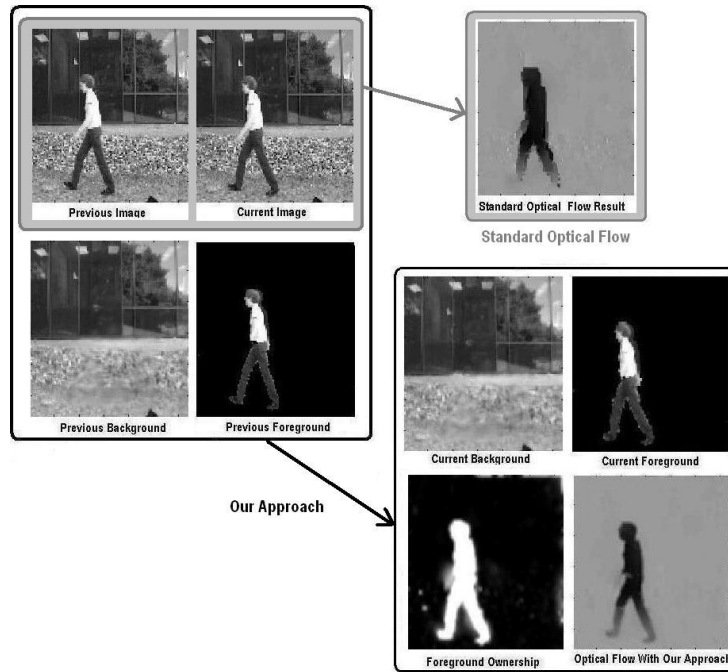 Previous Image
Current Image
Standard Optical Flow Result
Standard Optical Flow
Previous Background
Previous Foreground
Our Approach
Current Background
Current Foreground
Foreground Ownership
Optical Flow With Our Approach